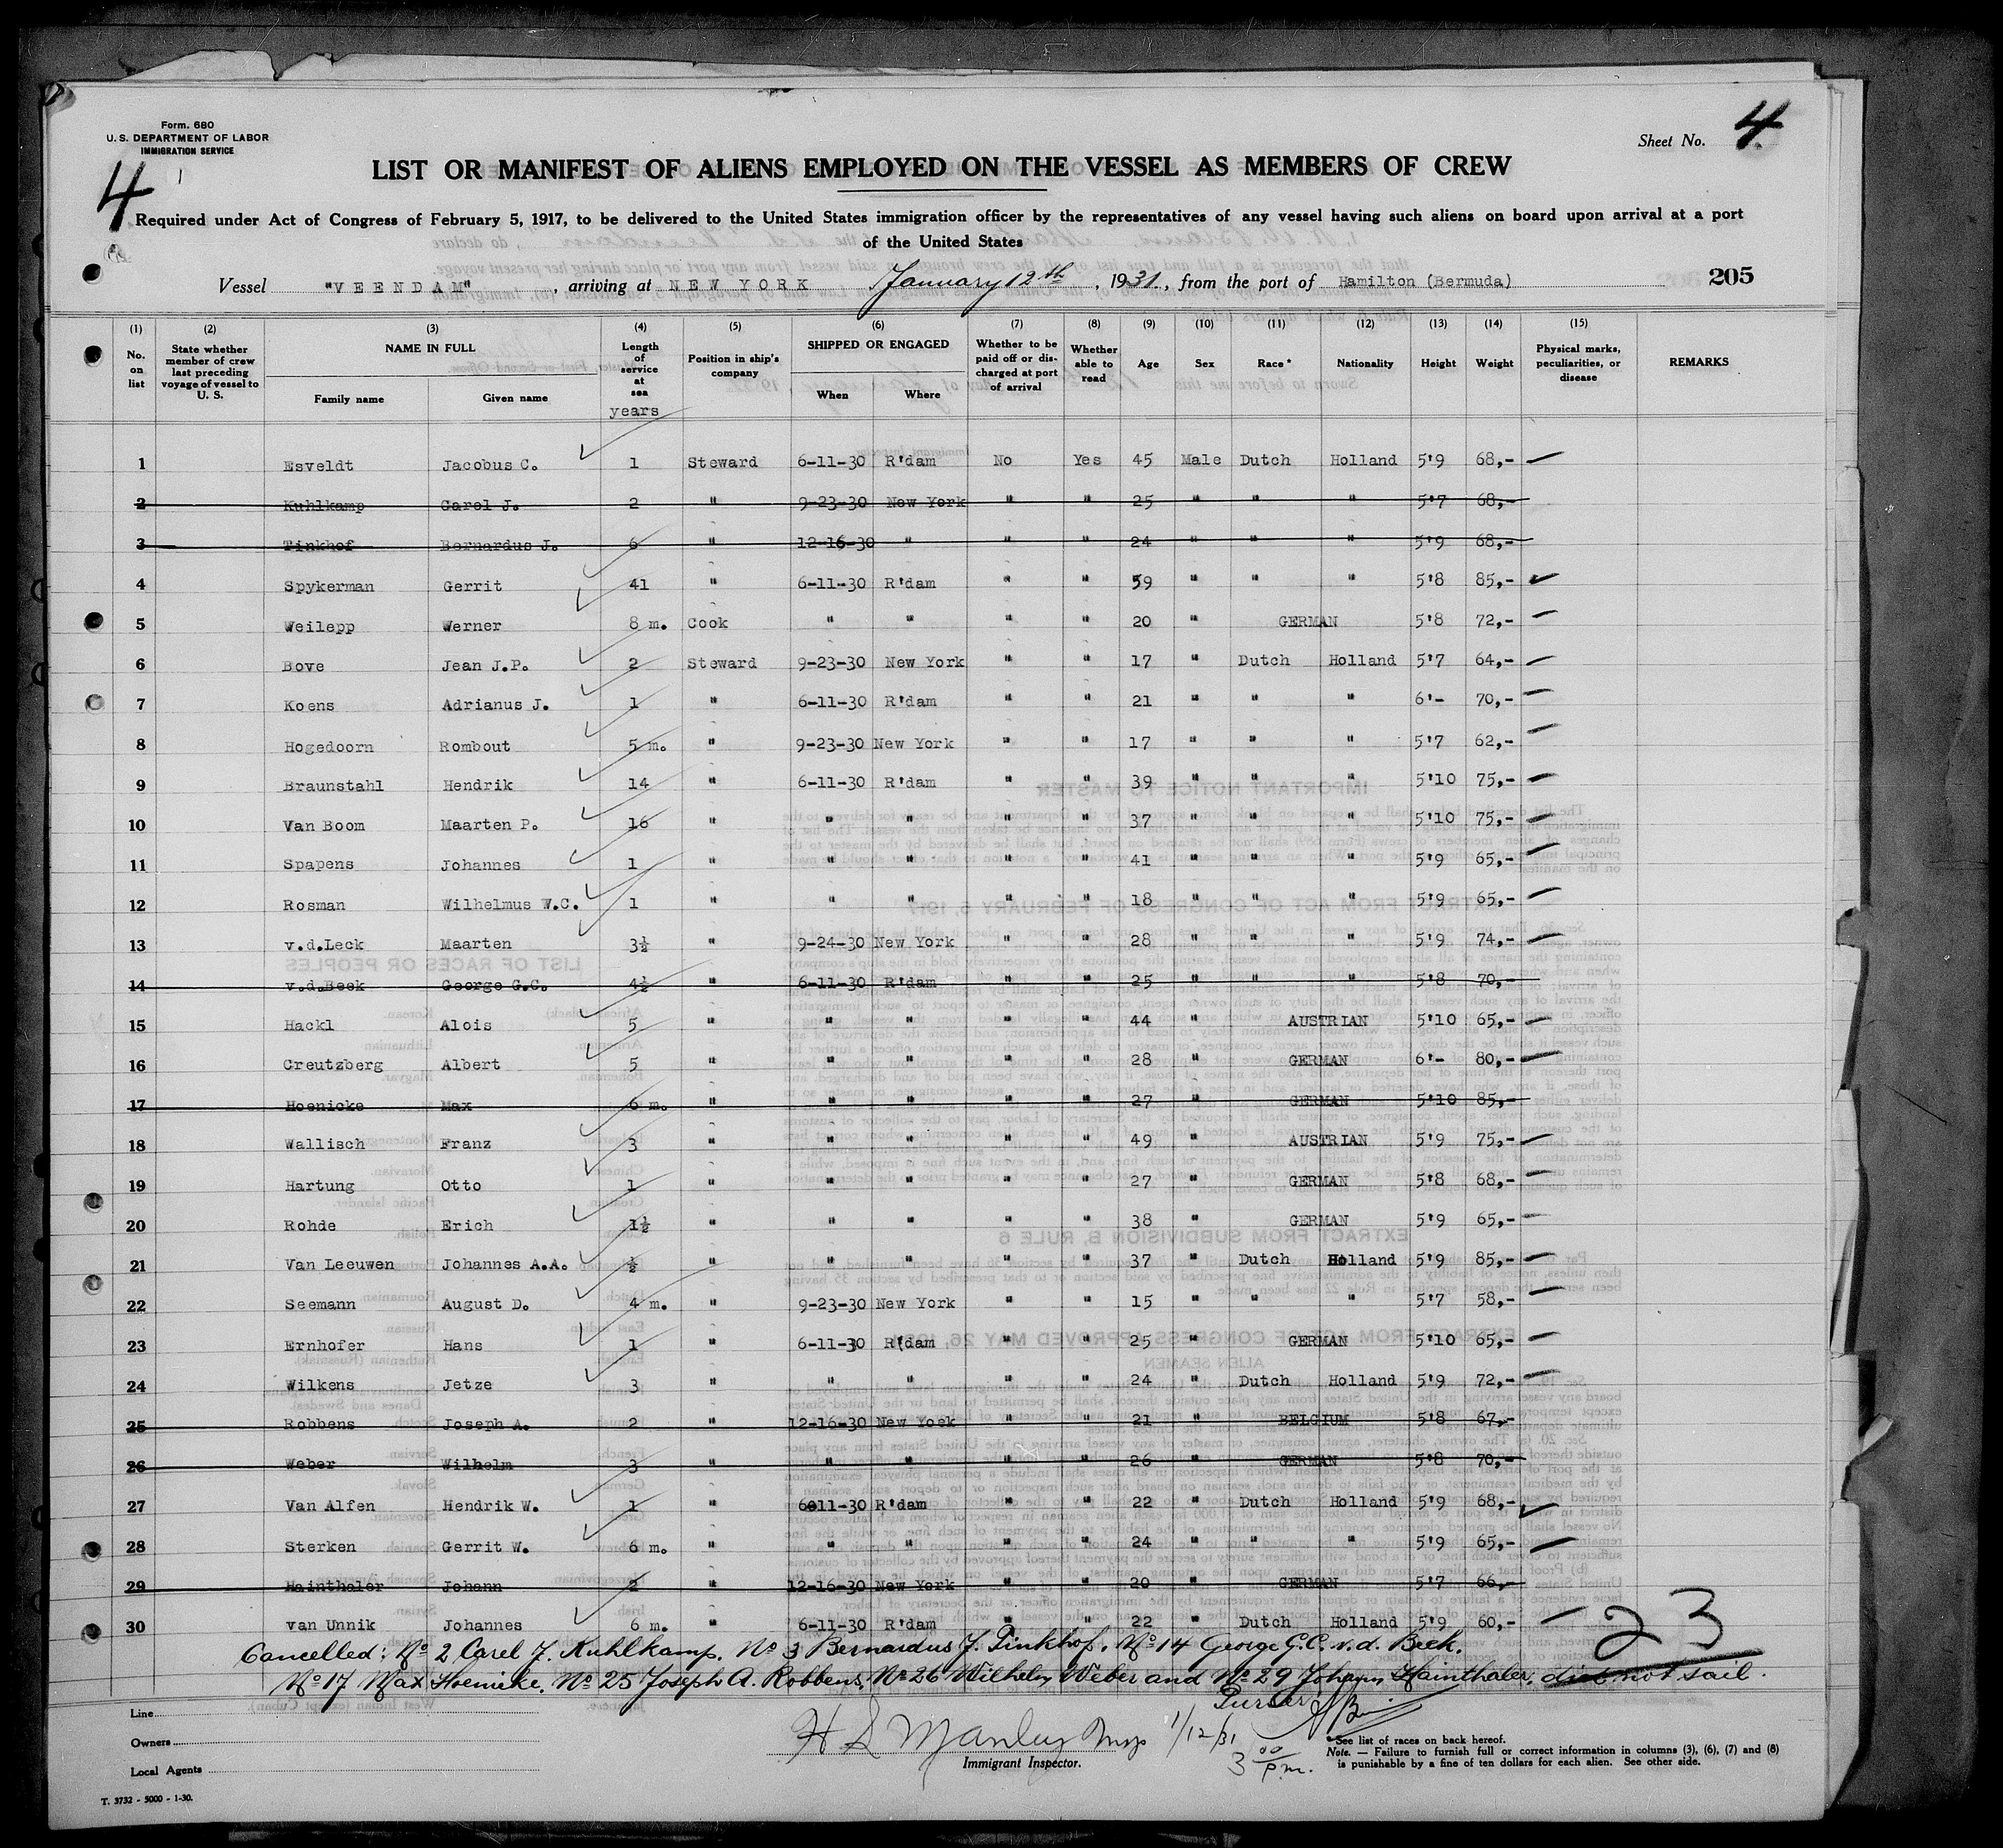 Form. 680
U. S. DEPARTMENT OF LABOR
IMMIGRATION SERVICE
Sheet No. 4
4
LIST OR MANIFEST OF ALIENS EMPLOYED ON THE VESSEL AS MEMBERS OF CREW
Required under Act of Congress of February 5, 1917, to be delivered to the United States immigration officer by the representatives of any vessel having such aliens on board upon arrival at a port
of the United States
Vessel "VEENDAM", arriving at NEW YORK January 12th, 1931, from the port of Hamilton (Bermuda) 205
(1) No. on list (2) State whether member of crew last preceding voyage of vessel to U. S. (3) NAME IN FULL Family name Given name (4) Length of service at sea years (5) Position in ship's company (6) SHIPPED OR ENGAGED When Where (7) Whether to be paid off or discharged at port of arrival (8) Whether able to read (9) Age (10) Sex (11) Race* (12) Nationality (13) Height (14) Weight (15) Physical marks, peculiarities, or disease REMARKS
1 Esveldt Jacobus C. 1 Steward 6-11-30 R'dam No Yes 45 Male Dutch Holland 5'9 68,-
2 Kuhlkamp Carel J. 2 " 9-23-30 New York " " 25 " " " 5'7 68,-
3 Tinkhof Bernardus J. 6 " 12-16-30 " " " 24 " " " 5'9 68,-
4 Spykerman Gerrit 41 " 6-11-30 R'dam " " 59 " " " 5'8 85,-
5 Weilepp Werner 8 m. Cook " " " " 20 " GERMAN 5'8 72,-
6 Bove Jean J.P. 2 Steward 9-23-30 New York " " 17 " Dutch Holland 5'7 64,-
7 Koens Adrianus J. 1 " 6-11-30 R'dam " " 21 " " " 6'- 70,-
8 Hogedoorn Rombout 5 m. " 9-23-30 New York " " 17 " " " 5'7 62,-
9 Braunstahl Hendrik 14 " 6-11-30 R'dam " " 39 " " " 5'10 75,-
10 Van Boom Maarten P. 16 " " " " " 37 " " " 5'10 75,-
11 Spapens Johannes 1 " " " " " 41 " " " 5'9 65,-
12 Rosman Wilhelmus W.C. 1 " " " " " 18 " " " 5'9 65,-
13 v.d.Leck Maarten 3½ " 9-24-30 New York " " 28 " " " 5'9 74,-
14 v.d.Beek George G.C. 4½ " 6-11-30 R'dam " " 25 " " " 5'8 70,-
15 Hackl Alois 5 " " " " " 44 " AUSTRIAN 5'10 65,-
16 Creutzberg Albert 5 " " " " " 28 " GERMAN 6'- 80,-
17 Hoenicke Max 6 m. " " " " " 27 " GERMAN 5'10 85,-
18 Wallisch Franz 3 " " " " " 49 " AUSTRIAN 5'9 75,-
19 Hartung Otto 1 " " " " " 27 " GERMAN 5'8 68,-
20 Rohde Erich 1½ " " " " " 38 " GERMAN 5'9 65,-
21 Van Leeuwen Johannes A.A. ½ " " " " " 37 " Dutch Holland 5'9 85,-
22 Seemann August D. 4 m. " 9-23-30 New York " " 15 " " " 5'7 58,-
23 Ernhofer Hans 1 " 6-11-30 R'dam " " 25 " GERMAN 5'10 65,-
24 Wilkens Jetze 3 " " " " " 24 " Dutch Holland 5'9 72,-
25 Robbens Joseph A. 2 " 12-16-30 New Yoek " " 21 " BELGIUM 5'8 67,-
26 Weber Wilhelm 3 " " " " " 26 " GERMAN 5'8 70,-
27 Van Alfen Hendrik W. 1 " 6-11-30 R'dam " " 22 " Dutch Holland 5'9 68,-
28 Sterken Gerrit W. 6 m. " " " " " 24 " " " 5'9 65,-
29 Hainthaler Johann 2 " 12-16-30 New York " " 20 " GERMAN 5'7 66,-
30 van Unnik Johannes 6 m. " 6-11-30 R'dam " " 22 " Dutch Holland 5'9 60,-
23
Cancelled: No 2 Carel J. Kuhlkamp. No 3 Bernardus J. Tinkhof. No 14 George G.C. v.d. Beek.
No 17 Max Hoenicke. No 25 Joseph A. Robbens. No 26 Wilhelm Weber and No 29 Johann Hainthaler. did not sail.
Purser
Line
Owners
Local Agents
H S Manley 1/12/31
3 00 p.m.
Immigrant Inspector.
*See list of races on back hereof.
Note. — Failure to furnish full or correct information in columns (3), (6), (7) and (8)
is punishable by a fine of ten dollars for each alien. See other side.
T. 3732 - 5000 - 1-30.